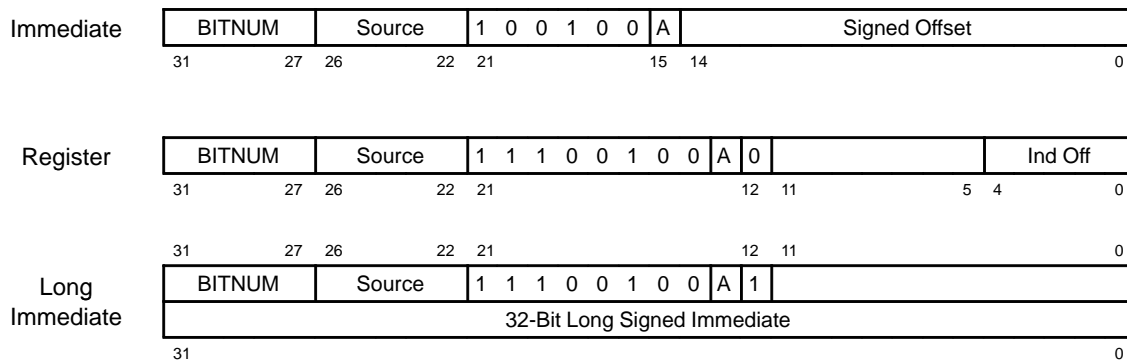 Immediate BITNUM Source 1 0 0 1 0 0 A Signed Offset
31 27 26 22 21 15 14 0
Register BITNUM Source 1 1 1 0 0 1 0 0 A 0 Ind Off
31 27 26 22 21 12 11 5 4 0
31 27 26 22 21 12 11 0
Long Immediate BITNUM Source 1 1 1 0 0 1 0 0 A 1
32-Bit Long Signed Immediate
31 0